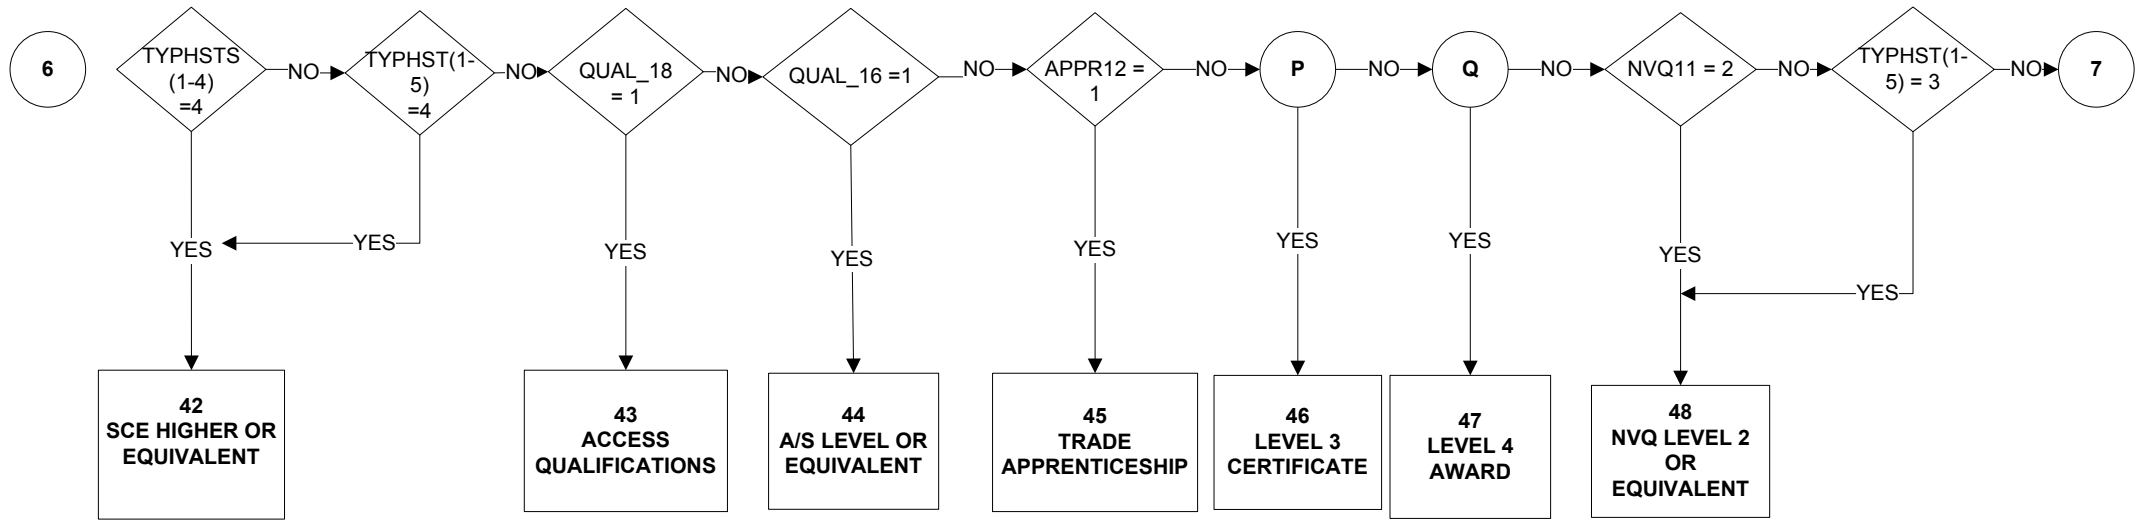 6
TYPHSTS
(1-4)
=4
NO
TYPHST(1-
5)
=4
NO
QUAL_18
= 1
NO
QUAL_16 =1
NO
APPR12 =
1
NO
P
NO
Q
NO
NVQ11 = 2
NO
TYPHST(1-
5) = 3
NO
7
YES
YES
YES
YES
YES
YES
YES
YES
YES
42
SCE HIGHER OR
EQUIVALENT
43
ACCESS
QUALIFICATIONS
44
A/S LEVEL OR
EQUIVALENT
45
TRADE
APPRENTICESHIP
46
LEVEL 3
CERTIFICATE
47
LEVEL 4
AWARD
48
NVQ LEVEL 2
OR
EQUIVALENT